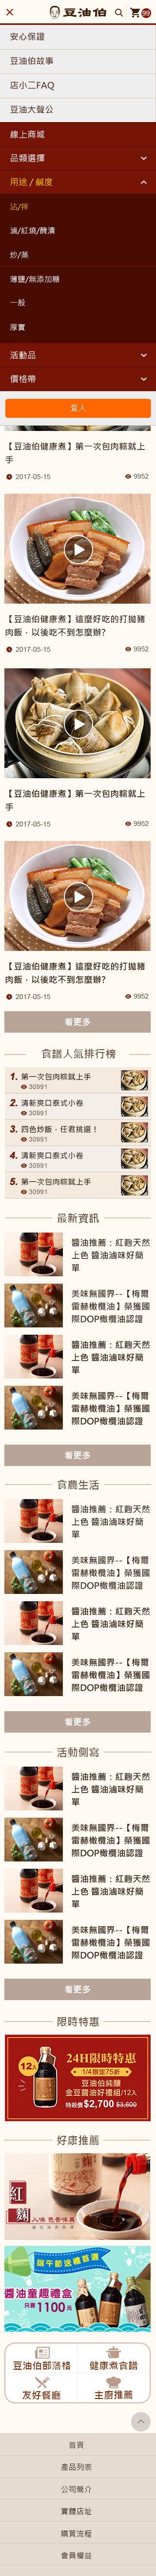 豆油伯
99
安心保證
豆油伯故事
店小二FAQ
豆油大聲公
線上商城
品類選擇
用途 / 鹹度
沾/拌
滷/紅燒/醃漬
炒/蒸
薄鹽/無添加糖
一般
厚實
活動品
價格帶
登入
【豆油伯健康煮】第一次包肉粽就上
手
2017-05-15 9952
【豆油伯健康煮】這麼好吃的打拋豬
肉飯，以後吃不到怎麼辦？
2017-05-15 9952
【豆油伯健康煮】第一次包肉粽就上
手
2017-05-15 9952
【豆油伯健康煮】這麼好吃的打拋豬
肉飯，以後吃不到怎麼辦？
2017-05-15 9952
看更多
食譜人氣排行榜
1. 第一次包肉粽就上手
30991
2. 清新爽口泰式小卷
30991
3. 四色炒飯，任君挑選！
30991
4. 清新爽口泰式小卷
30991
5. 第一次包肉粽就上手
30991
最新資訊
醬油推薦：紅麴天然
上色 醬油滷味好簡
單
美味無國界--【梅爾
雷赫橄欖油】榮獲國
際DOP橄欖油認證
醬油推薦：紅麴天然
上色 醬油滷味好簡
單
美味無國界--【梅爾
雷赫橄欖油】榮獲國
際DOP橄欖油認證
看更多
食農生活
醬油推薦：紅麴天然
上色 醬油滷味好簡
單
美味無國界--【梅爾
雷赫橄欖油】榮獲國
際DOP橄欖油認證
醬油推薦：紅麴天然
上色 醬油滷味好簡
單
美味無國界--【梅爾
雷赫橄欖油】榮獲國
際DOP橄欖油認證
看更多
活動側寫
醬油推薦：紅麴天然
上色 醬油滷味好簡
單
美味無國界--【梅爾
雷赫橄欖油】榮獲國
際DOP橄欖油認證
醬油推薦：紅麴天然
上色 醬油滷味好簡
單
美味無國界--【梅爾
雷赫橄欖油】榮獲國
際DOP橄欖油認證
看更多
限時特惠
24H限時特惠
1/4限定75折
12入
豆油伯純釀
金豆醬油好禮組/12入
特殺價$2,700 $3,600
好康推薦
紅麴
入味 色香味美
端午節送禮首選
醬油童趣禮盒
只要1100元
豆油伯部落格 健康煮食譜
友好餐廳 主廚推薦
首頁
產品列表
公司簡介
實體店址
購買流程
會員權益